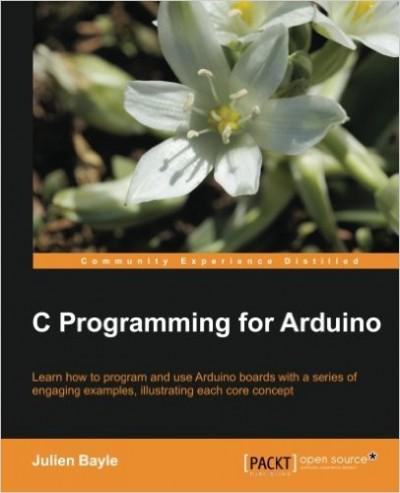 Community Experience Distilled
C Programming for Arduino
Learn how to program and use Arduino boards with a series of
engaging examples, illustrating each core concept
Julien Bayle
[PACKT] open source*
PUBLISHING